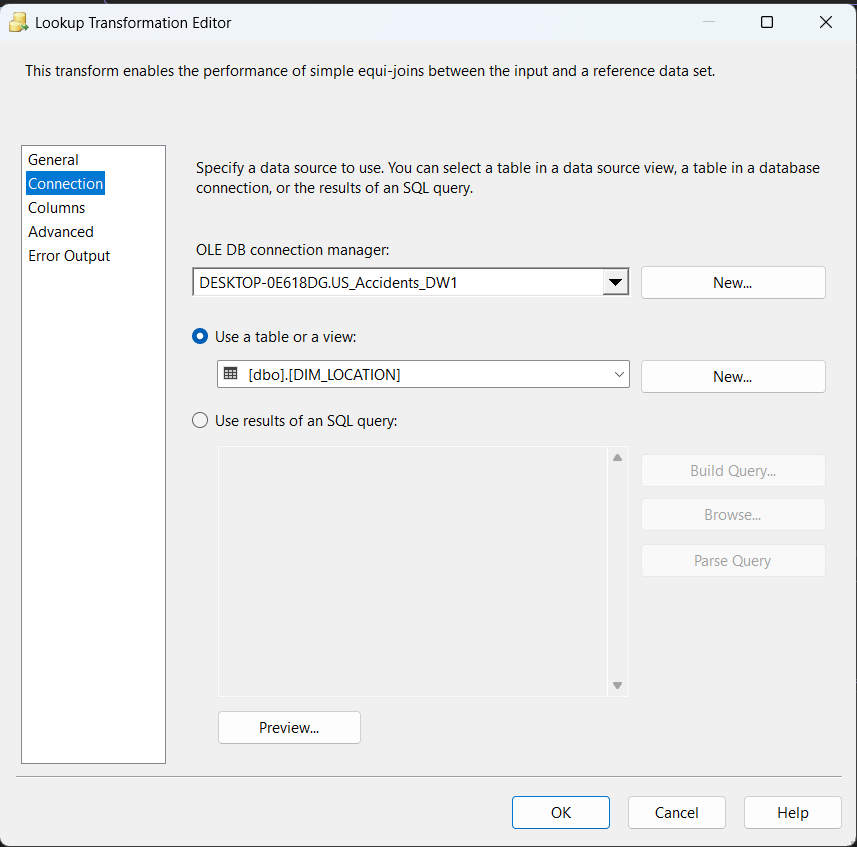 Lookup Transformation Editor
This transform enables the performance of simple equi-joins between the input and a reference data set.
General
Connection
Columns
Advanced
Error Output
Specify a data source to use. You can select a table in a data source view, a table in a database
connection, or the results of an SQL query.
OLE DB connection manager:
DESKTOP-0E618DG.US_Accidents_DW1
New...
Use a table or a view:
[dbo].[DIM_LOCATION]
New...
Use results of an SQL query:
Build Query...
Browse...
Parse Query
Preview...
OK
Cancel
Help